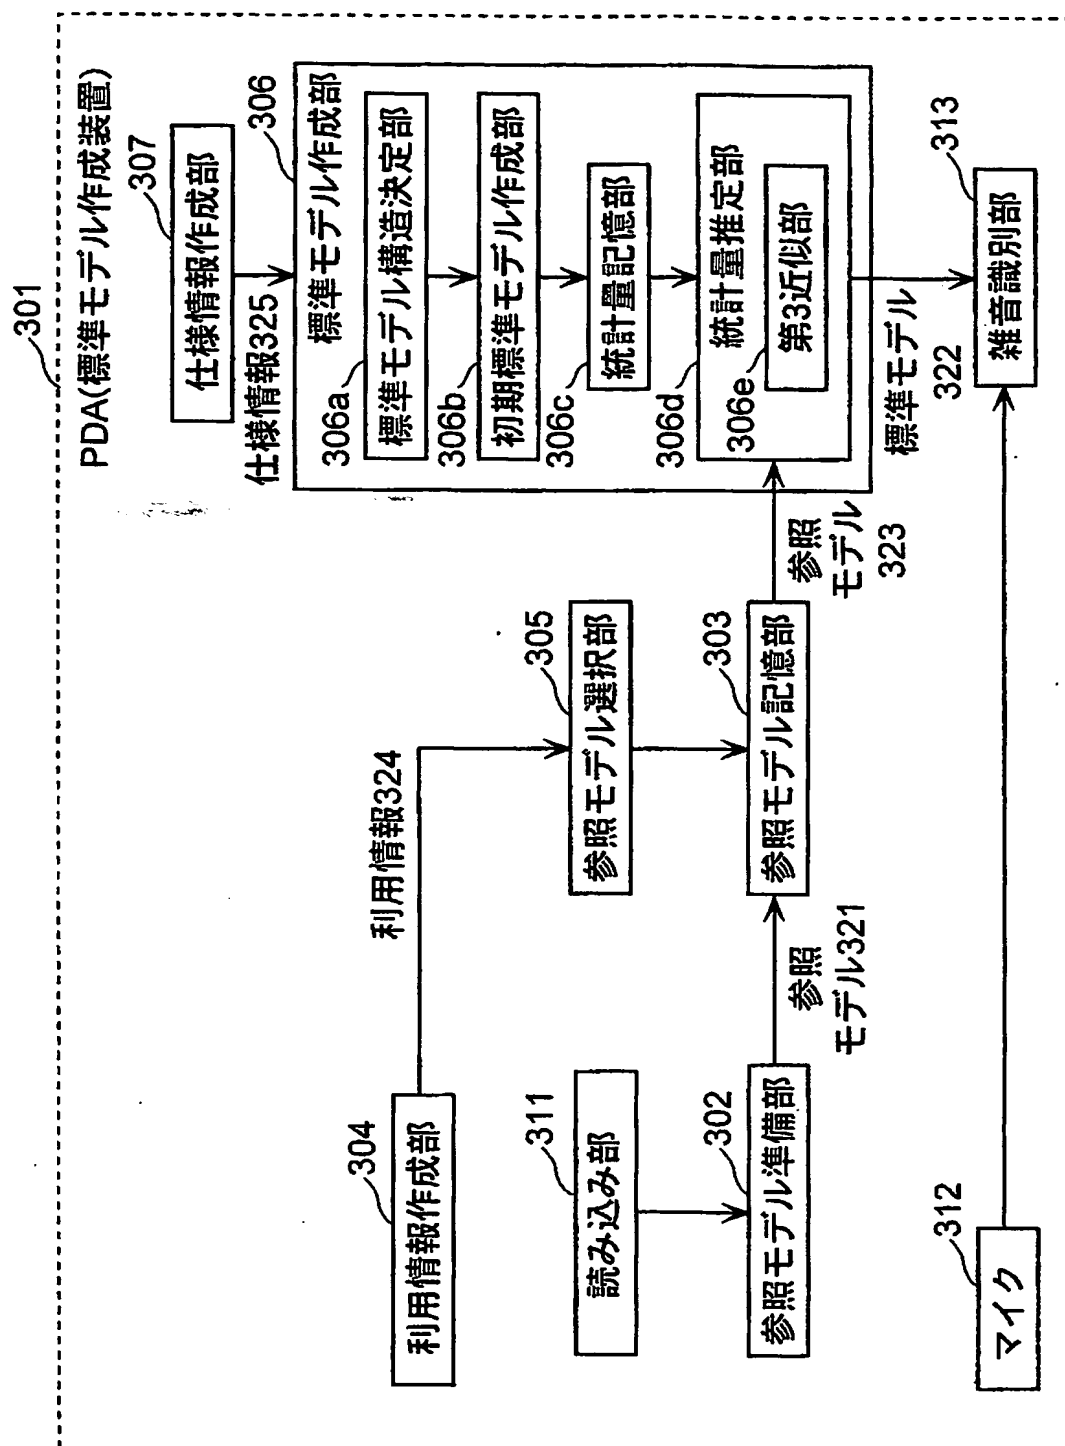 301
PDA(標準モデル作成装置)
304
利用情報作成部
利用情報324
307
仕様情報作成部
仕様情報325
306
標準モデル作成部
306a
標準モデル構造決定部
306b
初期標準モデル作成部
306c
統計量記憶部
306d
統計量推定部
306e
第3近似部
311
読み込み部
305
参照モデル選択部
302
参照モデル準備部
参照
モデル321
303
参照モデル記憶部
参照
モデル
323
標準モデル
322
312
マイク
313
雑音識別部